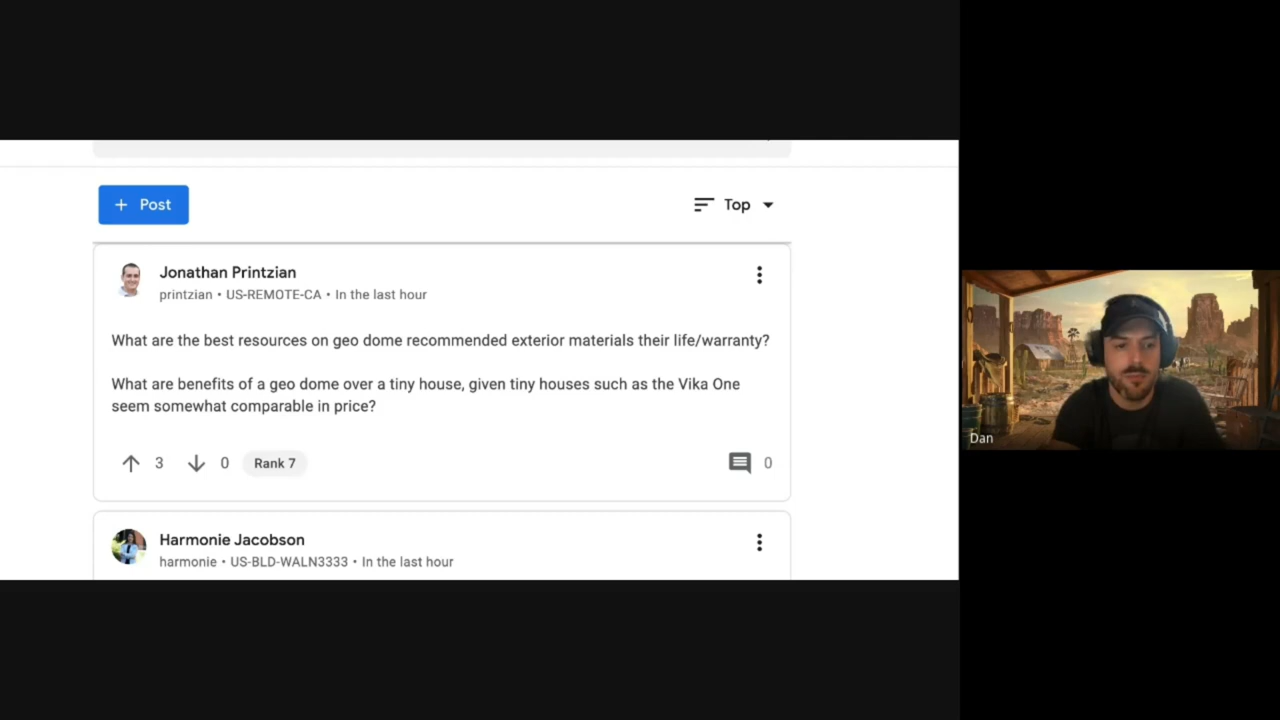 + Post
Top
Jonathan Printzian
printzian • US-REMOTE-CA • In the last hour
What are the best resources on geo dome recommended exterior materials their life/warranty?
What are benefits of a geo dome over a tiny house, given tiny houses such as the Vika One
seem somewhat comparable in price?
3 0 Rank 7 0
Harmonie Jacobson
harmonie • US-BLD-WALN3333 • In the last hour
Dan